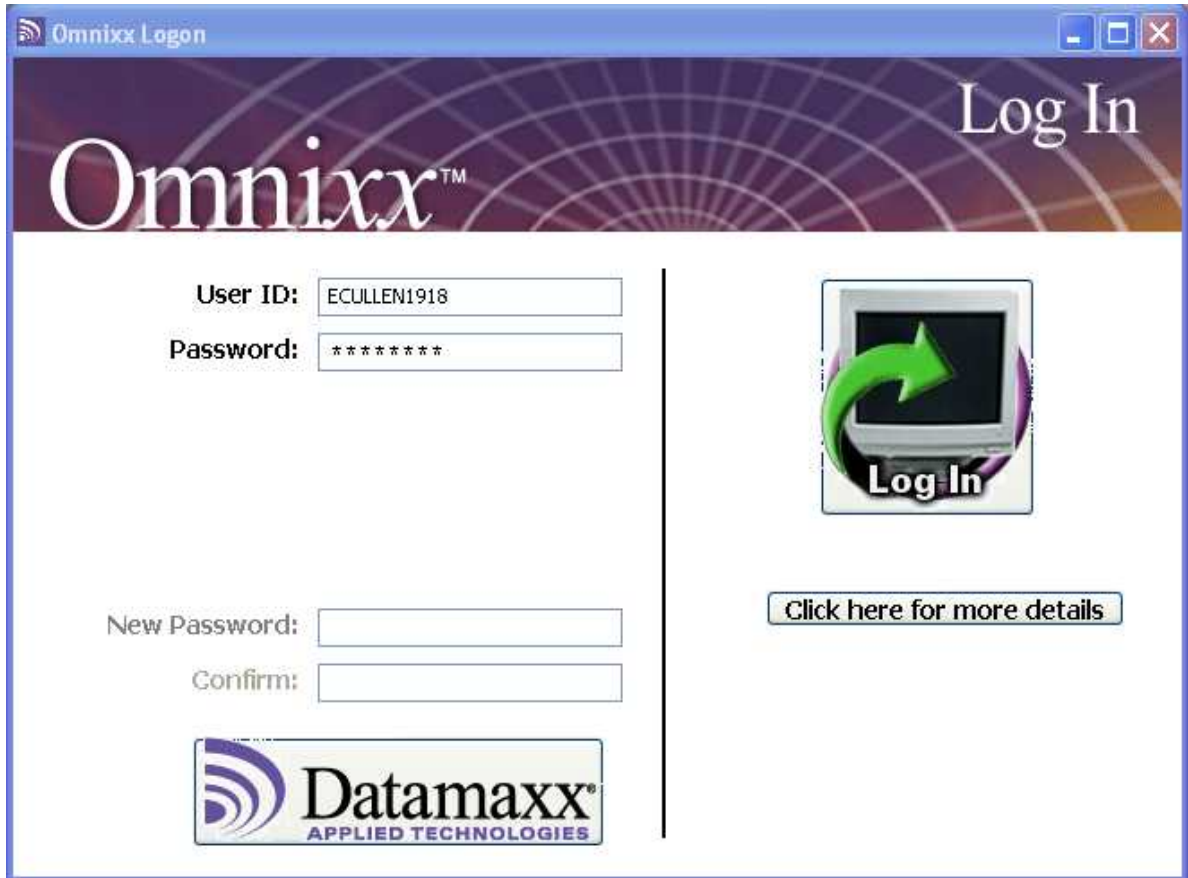 Omnixx Logon
Log In
Omnixx™
User ID: ECULLEN1918
Password: ********
Log In
Click here for more details
New Password:
Confirm:
Datamaxx®
APPLIED TECHNOLOGIES